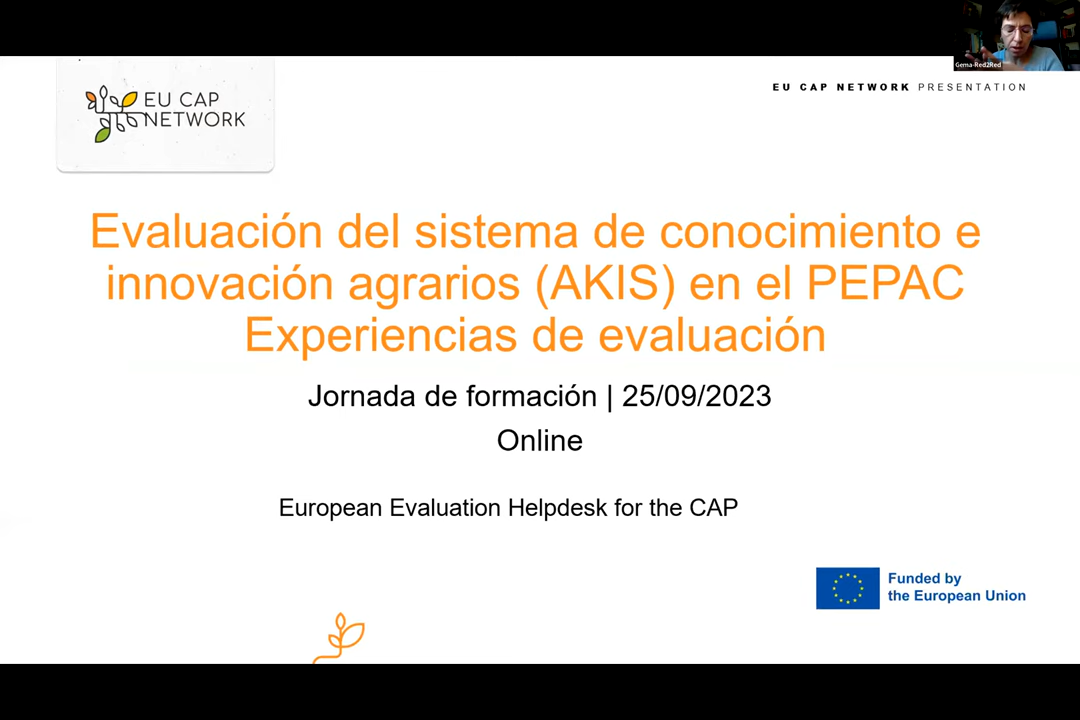 Gema-Red2Red
EU CAP NETWORK PRESENTATION
EU CAP
NETWORK
Evaluación del sistema de conocimiento e
innovación agrarios (AKIS) en el PEPAC
Experiencias de evaluación
Jornada de formación | 25/09/2023
Online
European Evaluation Helpdesk for the CAP
Funded by
the European Union